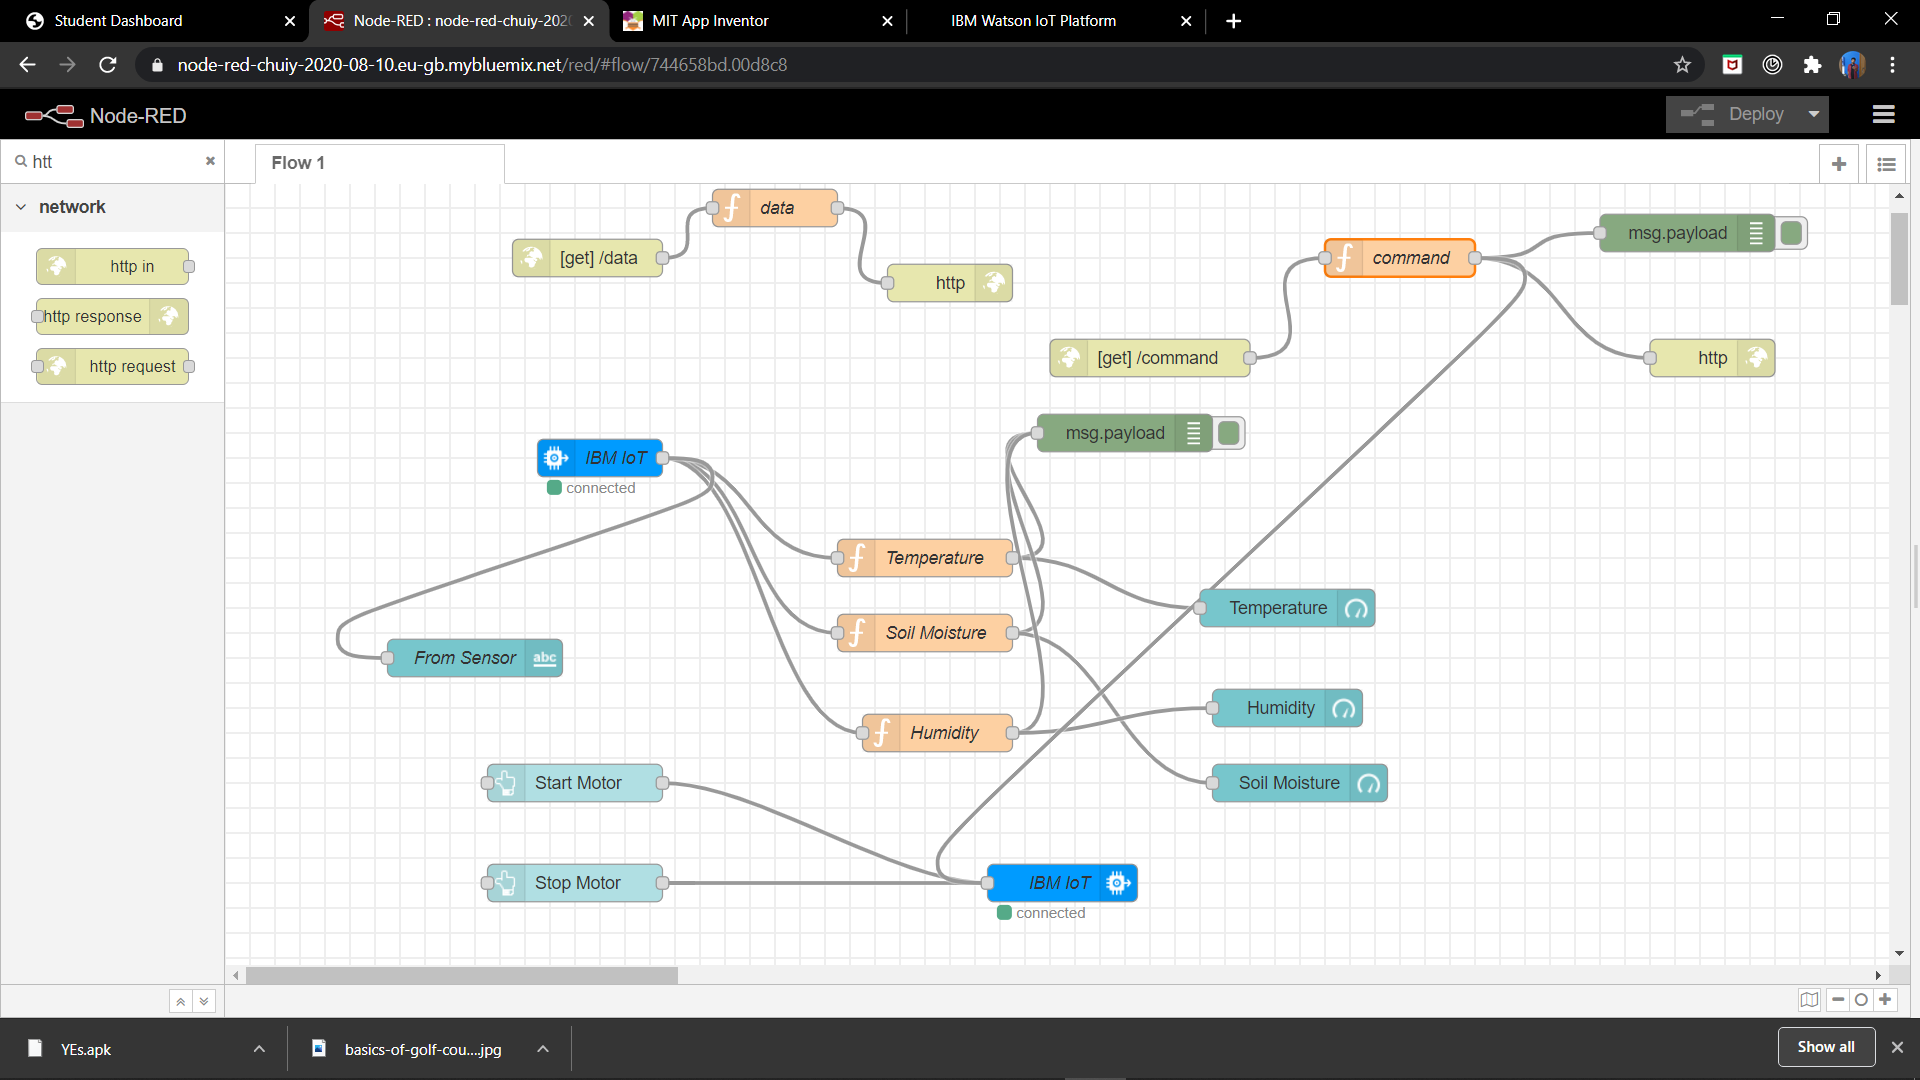 Student Dashboard
Node-RED : node-red-chuiy-202
MIT App Inventor
IBM Watson IoT Platform
node-red-chuiy-2020-08-10.eu-gb.mybluemix.net/red/#flow/744658bd.00d8c8
Node-RED
Deploy
htt
Flow 1
network
http in
http response
http request
data
[get] /data
http
command
msg.payload
[get] /command
http
msg.payload
IBM IoT
connected
Temperature
Soil Moisture
Humidity
From Sensor
abc
Temperature
Humidity
Soil Moisture
Start Motor
Stop Motor
IBM IoT
connected
YEs.apk
basics-of-golf-cou....jpg
Show all